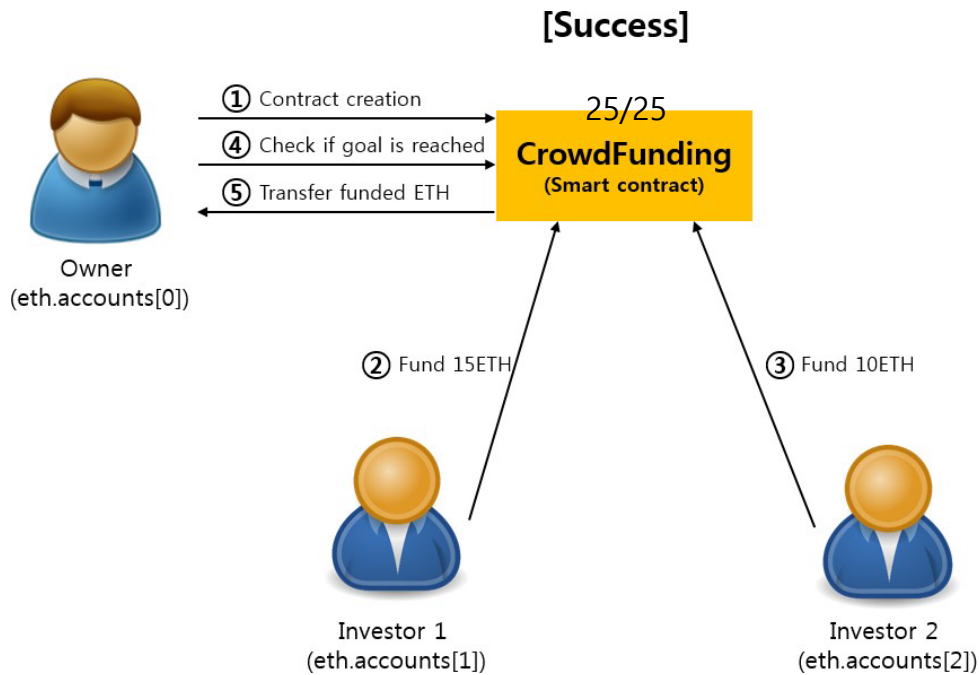 [Success]
① Contract creation
④ Check if goal is reached
⑤ Transfer funded ETH
25/25
CrowdFunding
(Smart contract)
Owner
(eth.accounts[0])
② Fund 15ETH
③ Fund 10ETH
Investor 1
(eth.accounts[1])
Investor 2
(eth.accounts[2])